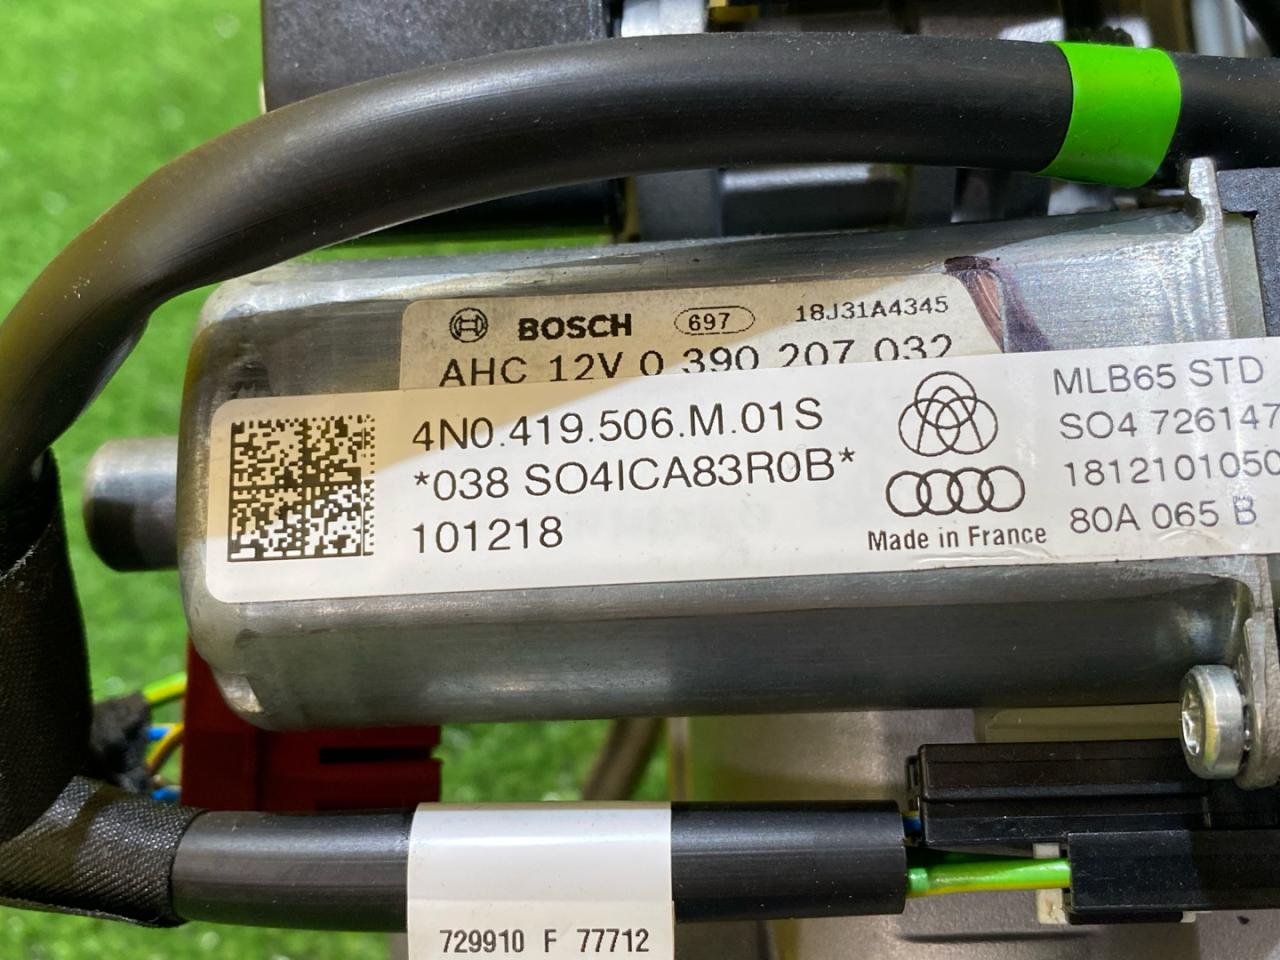 BOSCH 697 18J31A4345
AHC 12V 0 390 207 032
4N0.419.506.M.01S
*038 SO4ICA83R0B*
101218
Made in France
MLB65 STD
SO4 726147
1812101050
80A 065 B
729910 F 77712